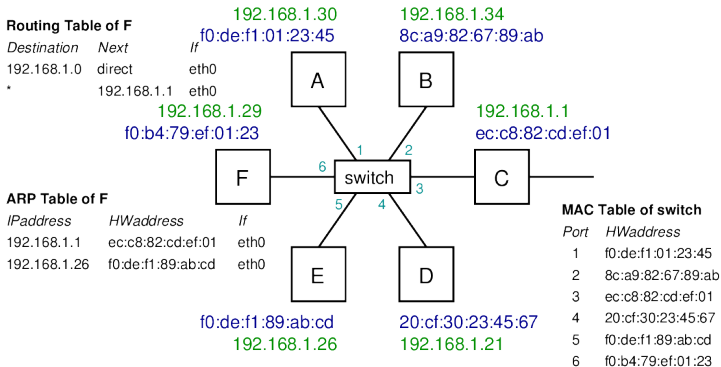 Routing Table of F
Destination Next If
192.168.1.0 direct eth0
* 192.168.1.1 eth0
192.168.1.30
f0:de:f1:01:23:45
A
192.168.1.34
8c:a9:82:67:89:ab
B
192.168.1.29
f0:b4:79:ef:01:23
F
192.168.1.1
ec:c8:82:cd:ef:01
C
1 2
6 switch 3
5 4
ARP Table of F
IPaddress HWaddress If
192.168.1.1 ec:c8:82:cd:ef:01 eth0
192.168.1.26 f0:de:f1:89:ab:cd eth0
E
f0:de:f1:89:ab:cd
192.168.1.26
D
20:cf:30:23:45:67
192.168.1.21
MAC Table of switch
Port HWaddress
1 f0:de:f1:01:23:45
2 8c:a9:82:67:89:ab
3 ec:c8:82:cd:ef:01
4 20:cf:30:23:45:67
5 f0:de:f1:89:ab:cd
6 f0:b4:79:ef:01:23